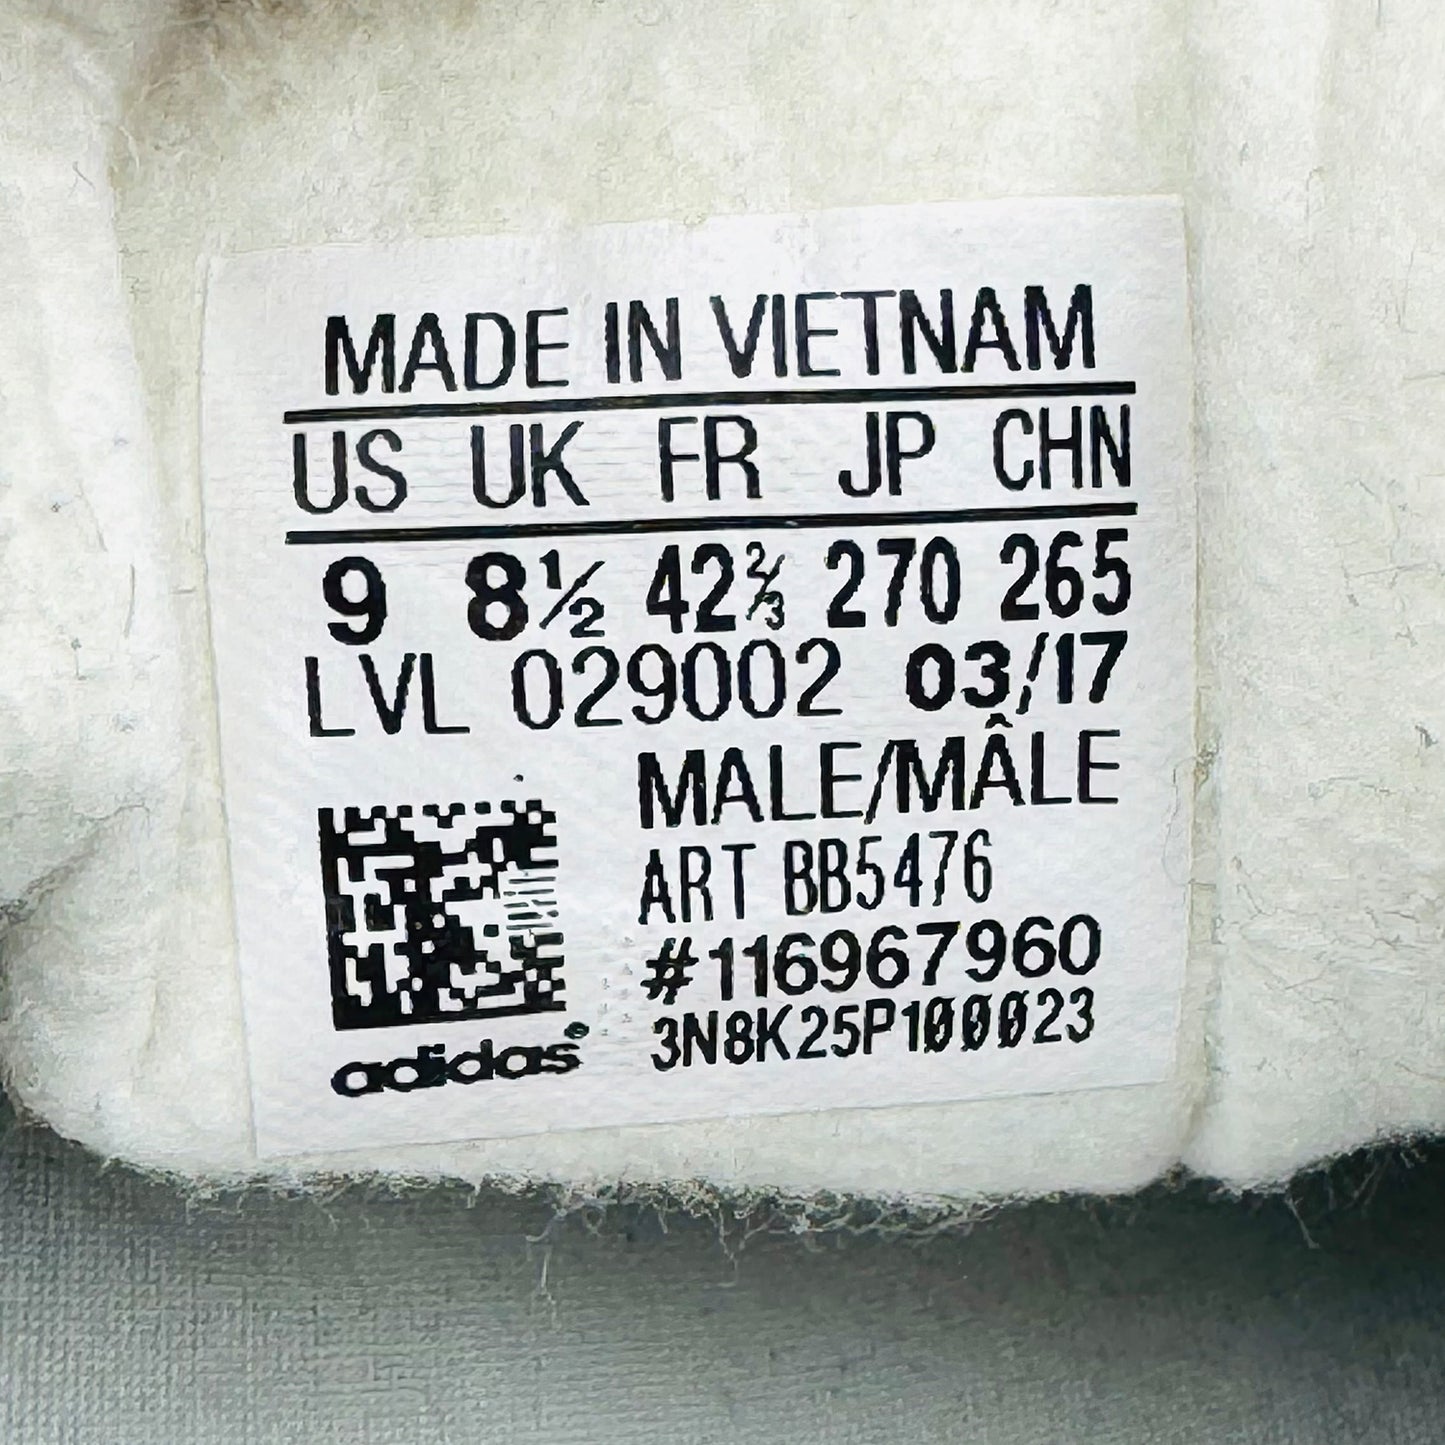 MADE IN VIETNAM
US UK FR JP CHN
9 8½ 42⅔ 270 265
LVL 029002 03/17
MALE/MÂLE
ART BB5476
#116967960
3N8K25P100023
adidas®